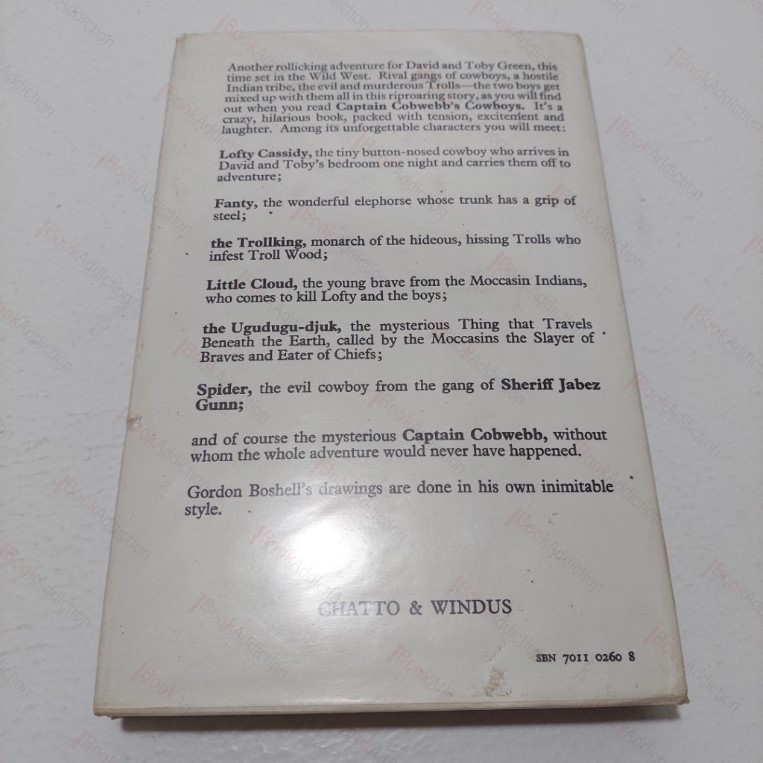 Another rollicking adventure for David and Toby Green, this
time set in the Wild West. Rival gangs of cowboys, a hostile
Indian tribe, the evil and murderous Trolls—the two boys get
mixed up with them all in this riproaring story, as you will find
out when you read Captain Cobwebb's Cowboys. It's a
crazy, hilarious book, packed with tension, excitement and
laughter. Among its unforgettable characters you will meet:
Lofty Cassidy, the tiny button-nosed cowboy who arrives in
David and Toby's bedroom one night and carries them off to
adventure;
Fanty, the wonderful elephorse whose trunk has a grip of
steel;
the Trollking, monarch of the hideous, hissing Trolls who
infest Troll Wood;
Little Cloud, the young brave from the Moccasin Indians,
who comes to kill Lofty and the boys;
the Ugudugu-djuk, the mysterious Thing that Travels
Beneath the Earth, called by the Moccasins the Slayer of
Braves and Eater of Chiefs;
Spider, the evil cowboy from the gang of Sheriff Jabez
Gunn;
and of course the mysterious Captain Cobwebb, without
whom the whole adventure would never have happened.
Gordon Boshell's drawings are done in his own inimitable
style.
CHATTO & WINDUS
SBN 7011 0260 8